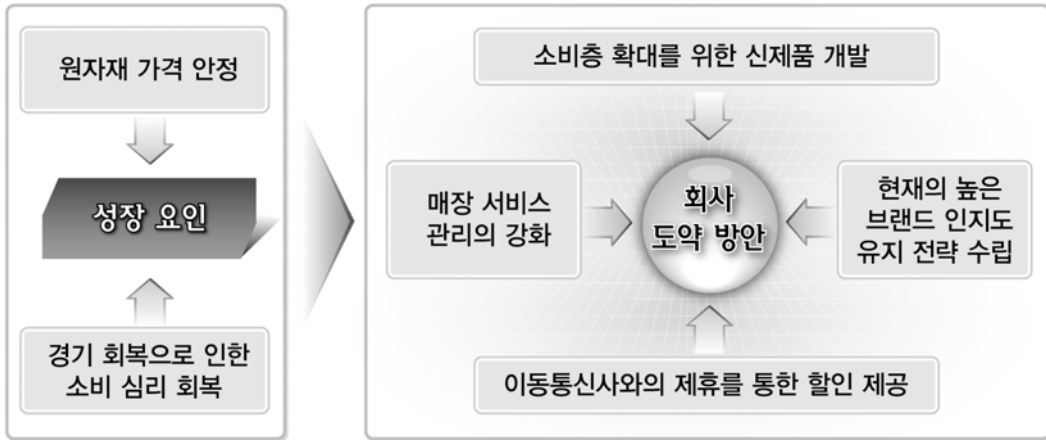 원자재 가격 안정
성장 요인
경기 회복으로 인한
소비 심리 회복
소비층 확대를 위한 신제품 개발
매장 서비스
관리의 강화
회사
도약 방안
현재의 높은
브랜드 인지도
유지 전략 수립
이동통신사와의 제휴를 통한 할인 제공